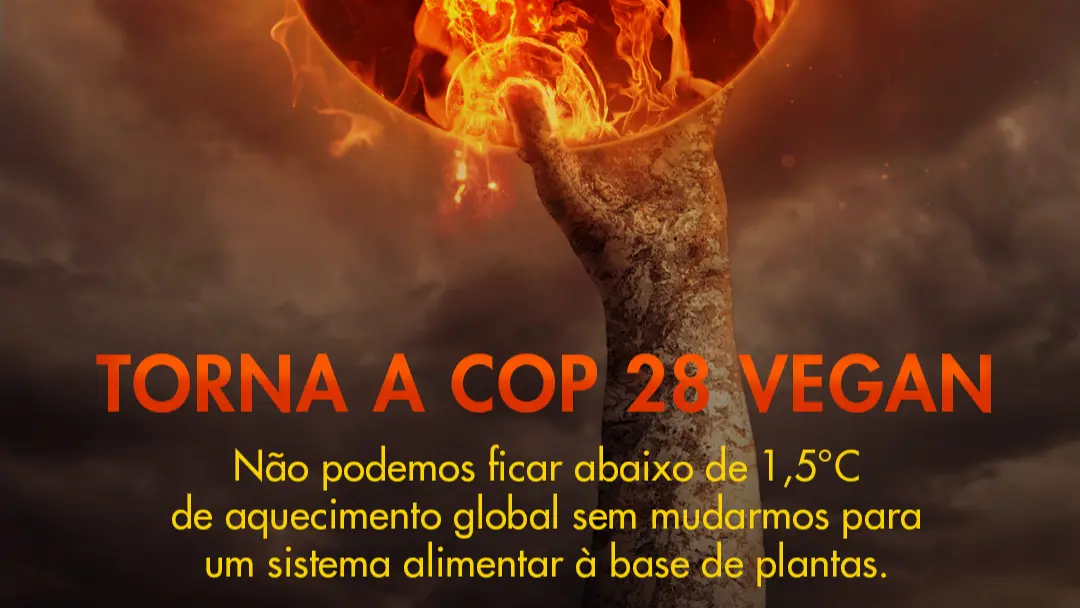 TORNA A COP 28 VEGAN
Não podemos ficar abaixo de 1,5°C
de aquecimento global sem mudarmos para
um sistema alimentar à base de plantas.